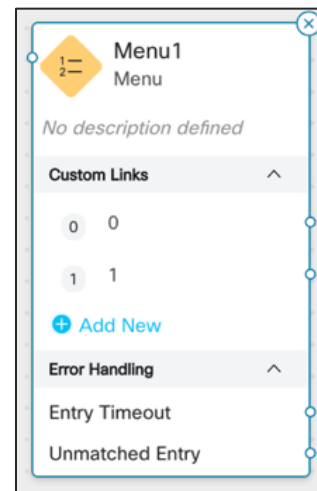 1
2
Menu1
Menu
No description defined
Custom Links
0 0
1 1
Add New
Error Handling
Entry Timeout
Unmatched Entry